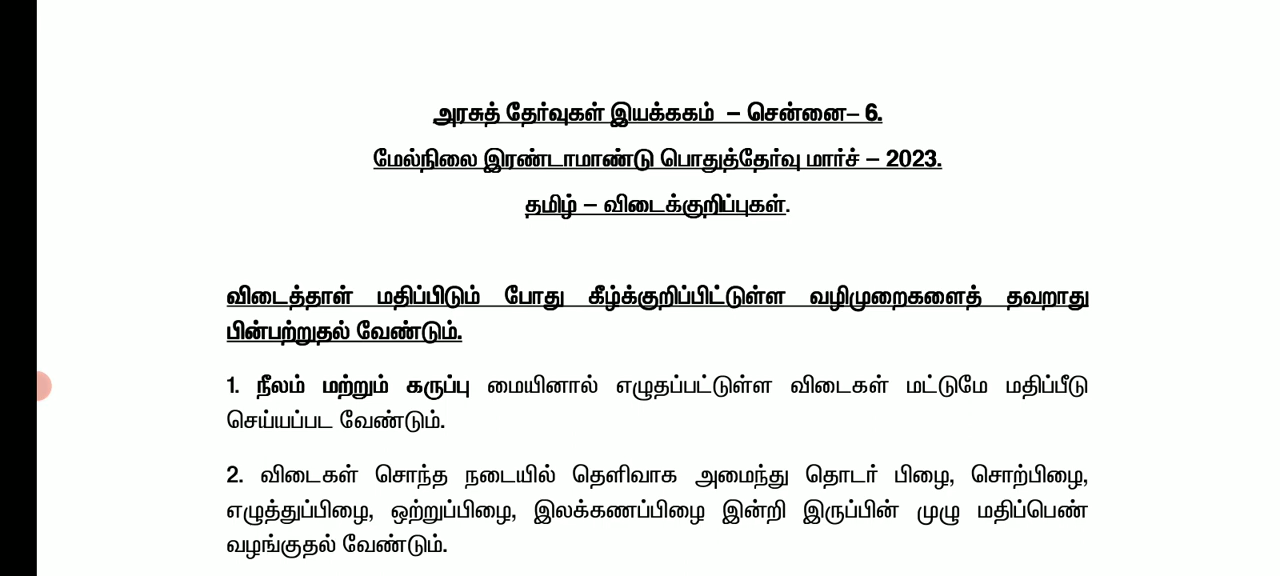 அரசுத் தேர்வுகள் இயக்ககம் – சென்னை– 6.
மேல்நிலை இரண்டாமாண்டு பொதுத்தேர்வு மார்ச் – 2023.
தமிழ் – விடைக்குறிப்புகள்.
விடைத்தாள் மதிப்பிடும் போது கீழ்க்குறிப்பிட்டுள்ள வழிமுறைகளைத் தவறாது
பின்பற்றுதல் வேண்டும்.
1. நீலம் மற்றும் கருப்பு மையினால் எழுதப்பட்டுள்ள விடைகள் மட்டுமே மதிப்பீடு
செய்யப்பட வேண்டும்.
2. விடைகள் சொந்த நடையில் தெளிவாக அமைந்து தொடர் பிழை, சொற்பிழை,
எழுத்துப்பிழை, ஒற்றுப்பிழை, இலக்கணப்பிழை இன்றி இருப்பின் முழு மதிப்பெண்
வழங்குதல் வேண்டும்.